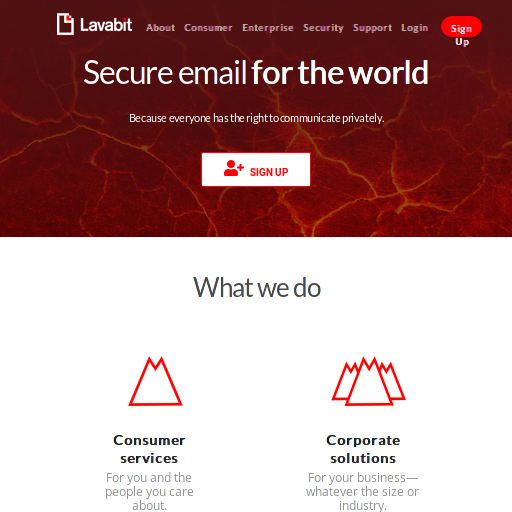 Lavabit About Consumer Enterprise Security Support Login Sign Up
Secure email for the world
Because everyone has the right to communicate privately.
SIGN UP
What we do
Consumer
services
For you and the
people you care
about.
Corporate
solutions
For your business—
whatever the size or
industry.